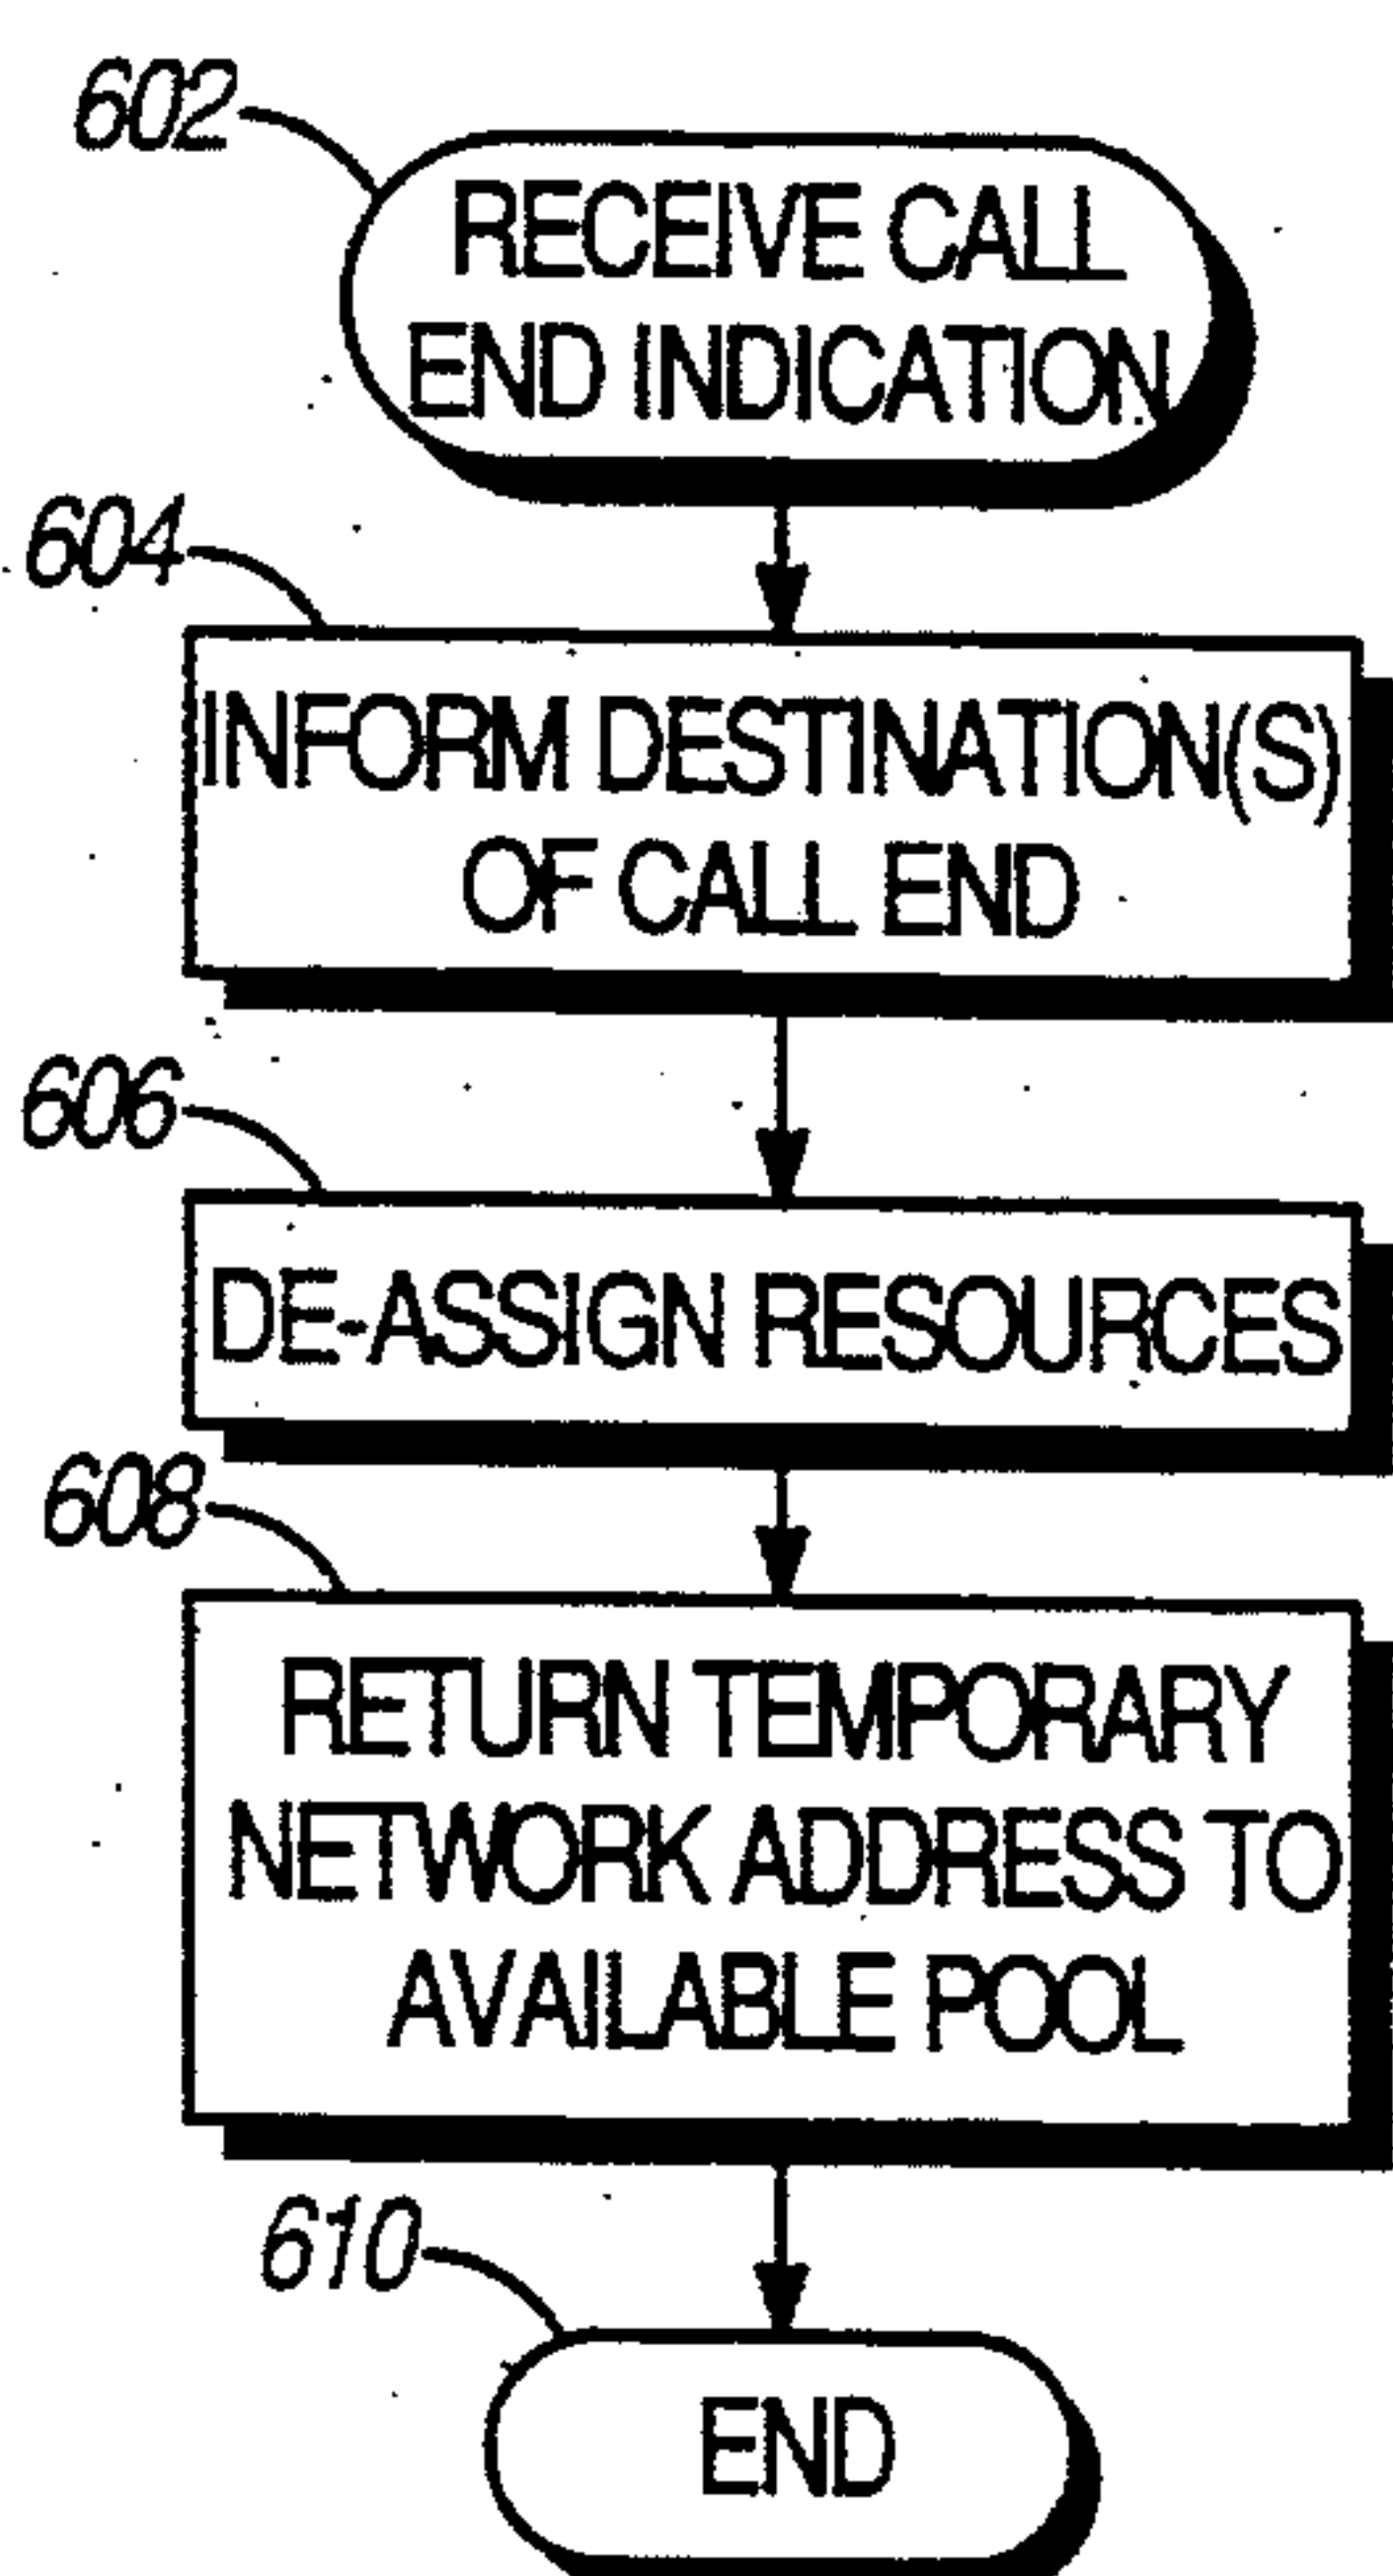 602
RECEIVE CALL
END INDICATION
604
INFORM DESTINATION(S)
OF CALL END
606
DE-ASSIGN RESOURCES
608
RETURN TEMPORARY
NETWORK ADDRESS TO
AVAILABLE POOL
610
END